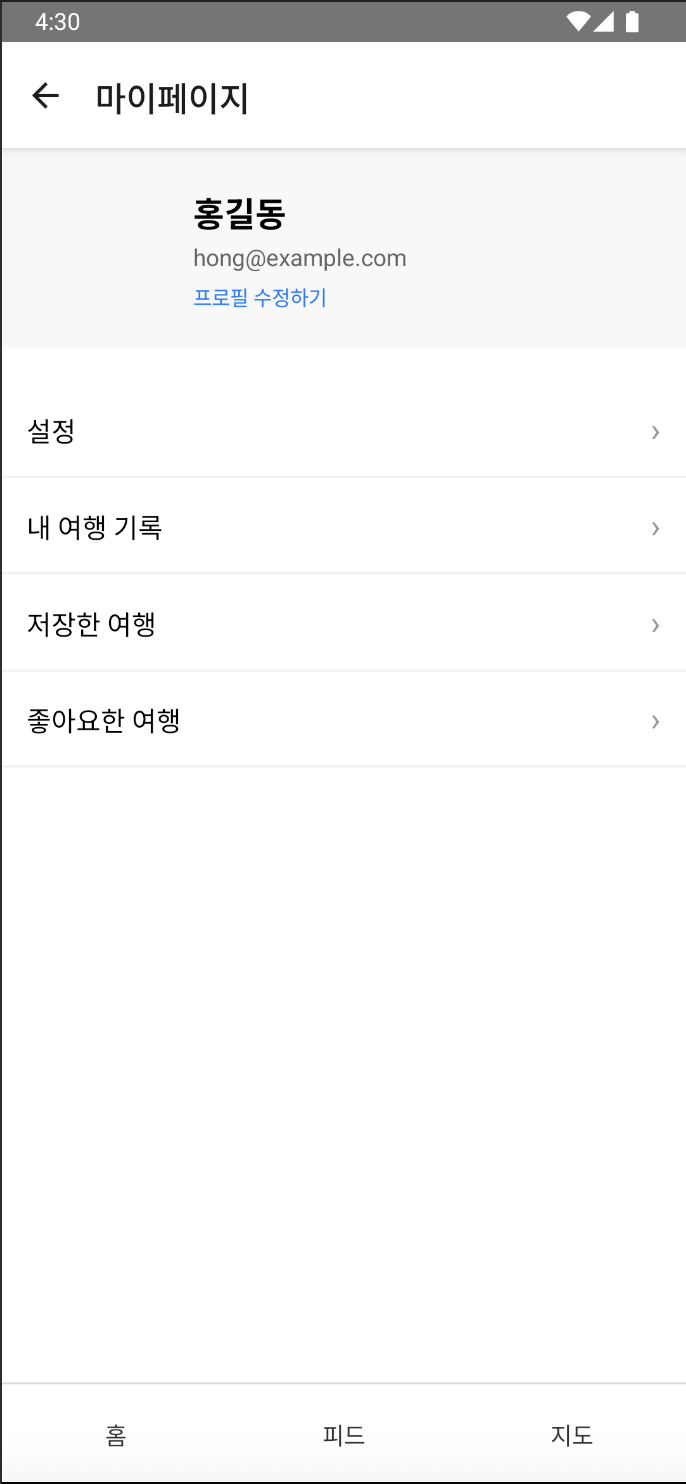 4:30
마이페이지
홍길동
hong@example.com
프로필 수정하기
설정 ›
내 여행 기록 ›
저장한 여행 ›
좋아요한 여행 ›
홈 피드 지도